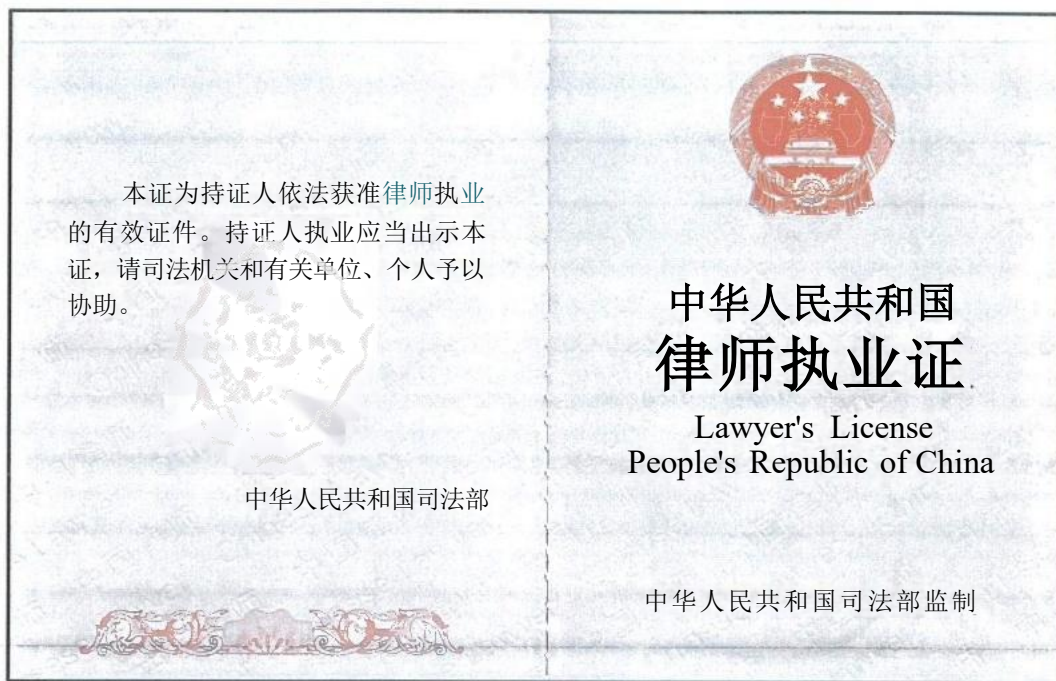 本证为持证人依法获准律师执业
的有效证件。持证人执业应当出示本
证，请司法机关和有关单位、个人予以
协助。
中华人民共和国司法部
中华人民共和国
律师执业证
Lawyer's License
People's Republic of China
中华人民共和国司法部监制